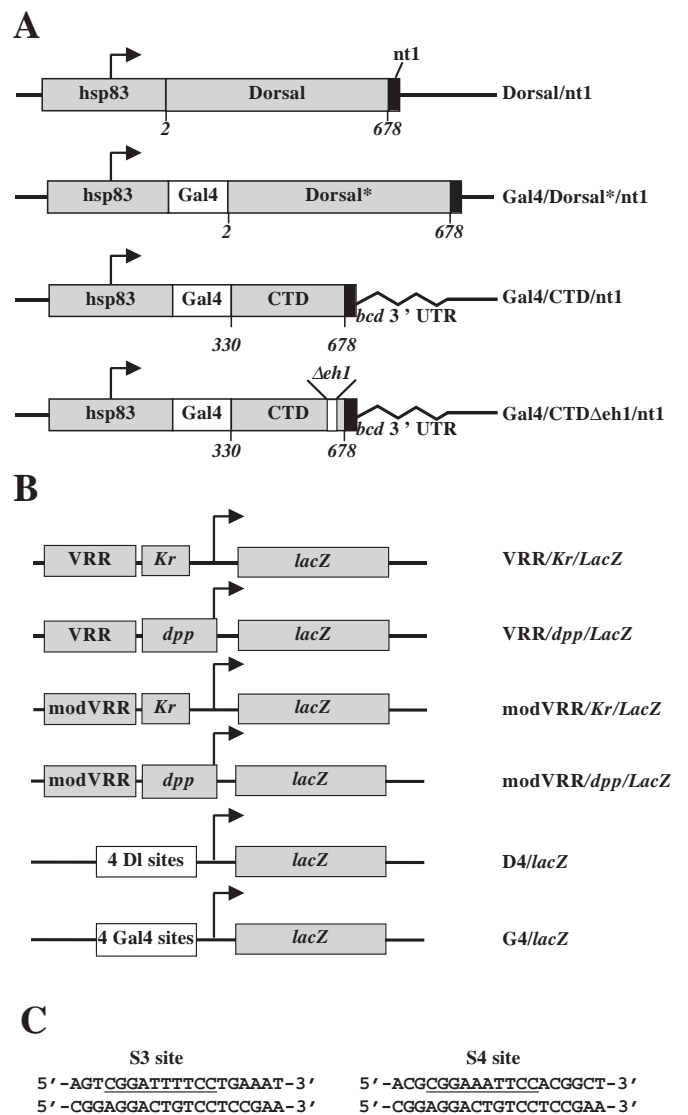 A
nt1
hsp83 Dorsal Dorsal/nt1
2 678
hsp83 Gal4 Dorsal* Gal4/Dorsal*/nt1
2 678
hsp83 Gal4 CTD Gal4/CTD/nt1
bcd 3 ’ UTR
330 678
Δeh1
hsp83 Gal4 CTD Gal4/CTDΔeh1/nt1
bcd 3 ’ UTR
330 678
B
VRR Kr lacZ VRR/Kr/LacZ
VRR dpp lacZ VRR/dpp/LacZ
modVRR Kr lacZ modVRR/Kr/LacZ
modVRR dpp lacZ modVRR/dpp/LacZ
4 Dl sites lacZ D4/lacZ
4 Gal4 sites lacZ G4/lacZ
C
S3 site S4 site
5’-AGTCGGATTTTCCTGAAAT-3’ 5’-ACGCGGAAATTCCACGGCT-3’
5’-CGGAGGACTGTCCTCCGAA-3’ 5’-CGGAGGACTGTCCTCCGAA-3’